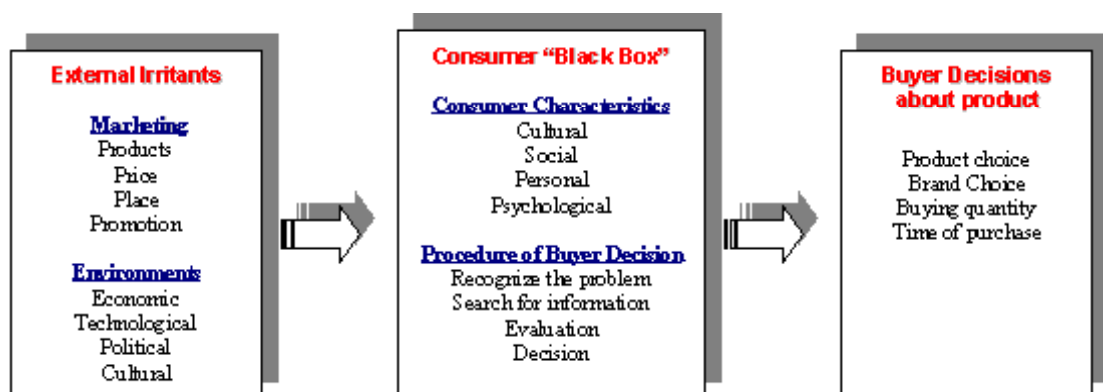 External Irritants
Marketing
Products
Price
Place
Promotion
Environments
Economic
Technological
Political
Cultural
Consumer “Black Box”
Consumer Characteristics
Cultural
Social
Personal
Psychological
Procedure of Buyer Decision
Recognize the problem
Search for information
Evaluation
Decision
Buyer Decisions
about product
Product choice
Brand Choice
Buying quantity
Time of purchase